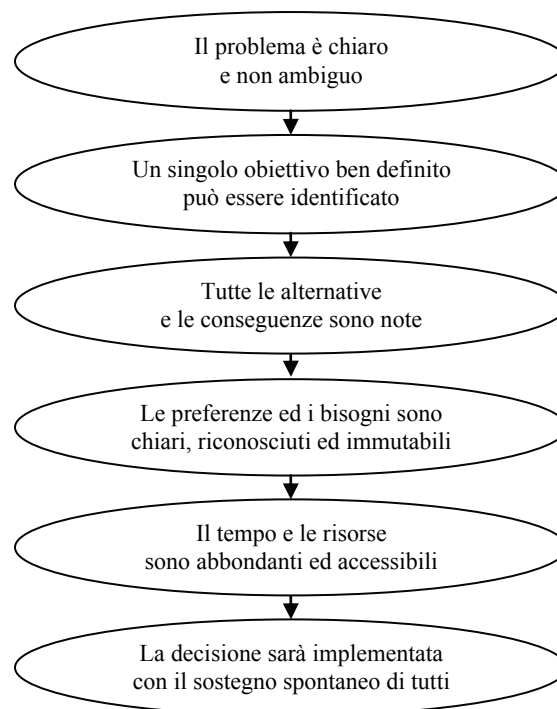 Il problema è chiaro
e non ambiguo
Un singolo obiettivo ben definito
può essere identificato
Tutte le alternative
e le conseguenze sono note
Le preferenze ed i bisogni sono
chiari, riconosciuti ed immutabili
Il tempo e le risorse
sono abbondanti ed accessibili
La decisione sarà implementata
con il sostegno spontaneo di tutti